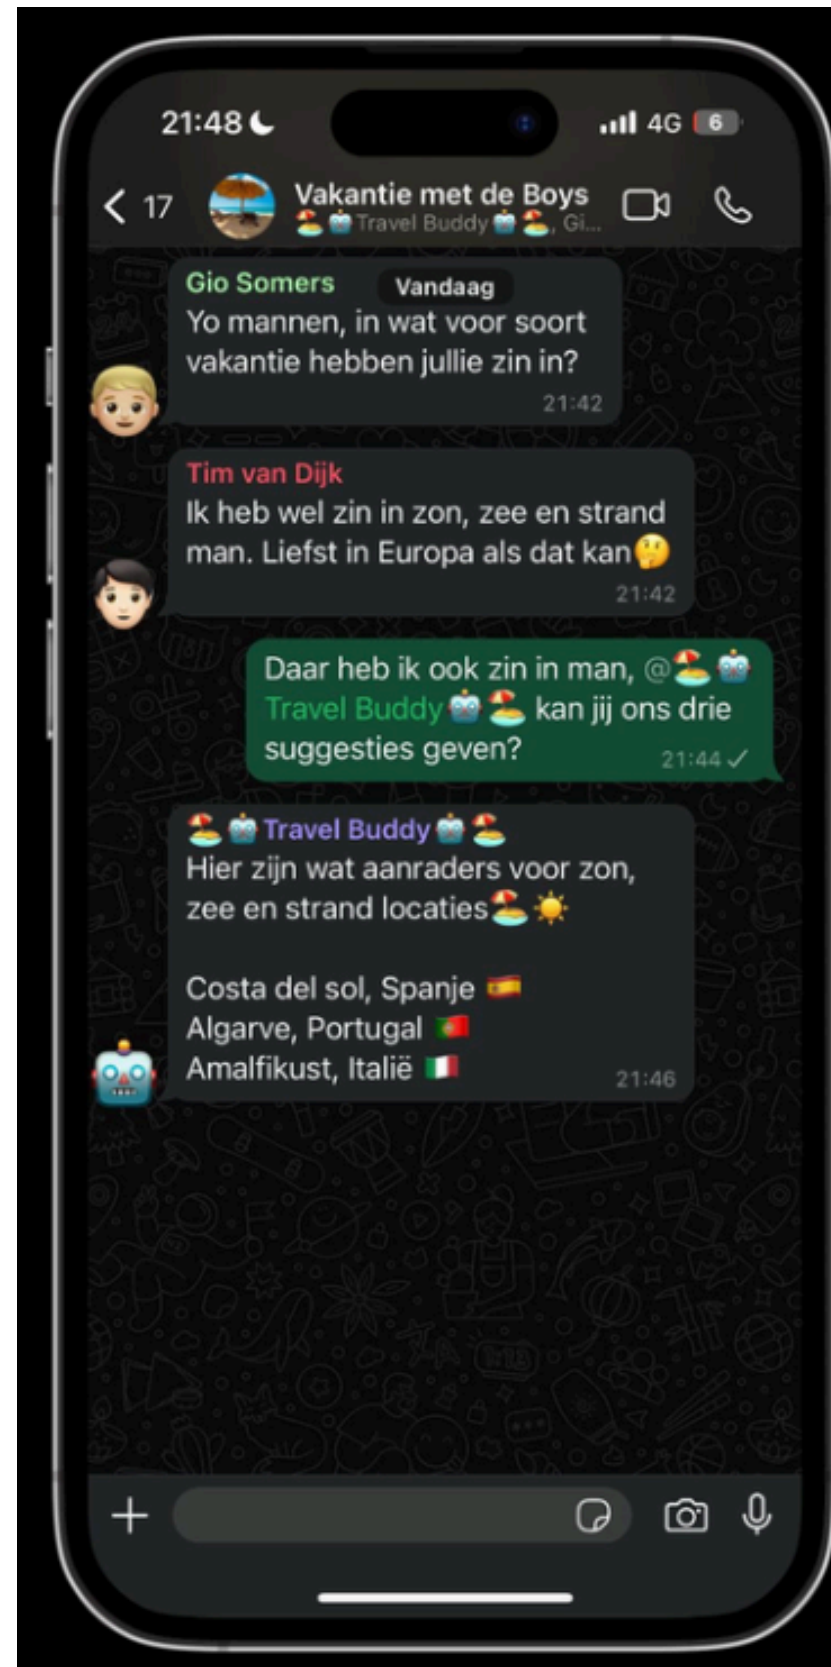 21:48 4G 6
17 Vakantie met de Boys
🏖️🤖Travel Buddy🤖🏖️, Gi...
Gio Somers
Vandaag
Yo mannen, in wat voor soort
vakantie hebben jullie zin in?
21:42
Tim van Dijk
Ik heb wel zin in zon, zee en strand
man. Liefst in Europa als dat kan🤔
21:42
Daar heb ik ook zin in man, @🏖️🤖
Travel Buddy🤖🏖️ kan jij ons drie
suggesties geven?
21:44
🏖️🤖Travel Buddy🤖🏖️
Hier zijn wat aanraders voor zon,
zee en strand locaties🏖️☀️
Costa del sol, Spanje 🇪🇸
Algarve, Portugal 🇵🇹
Amalfikust, Italië 🇮🇹
21:46